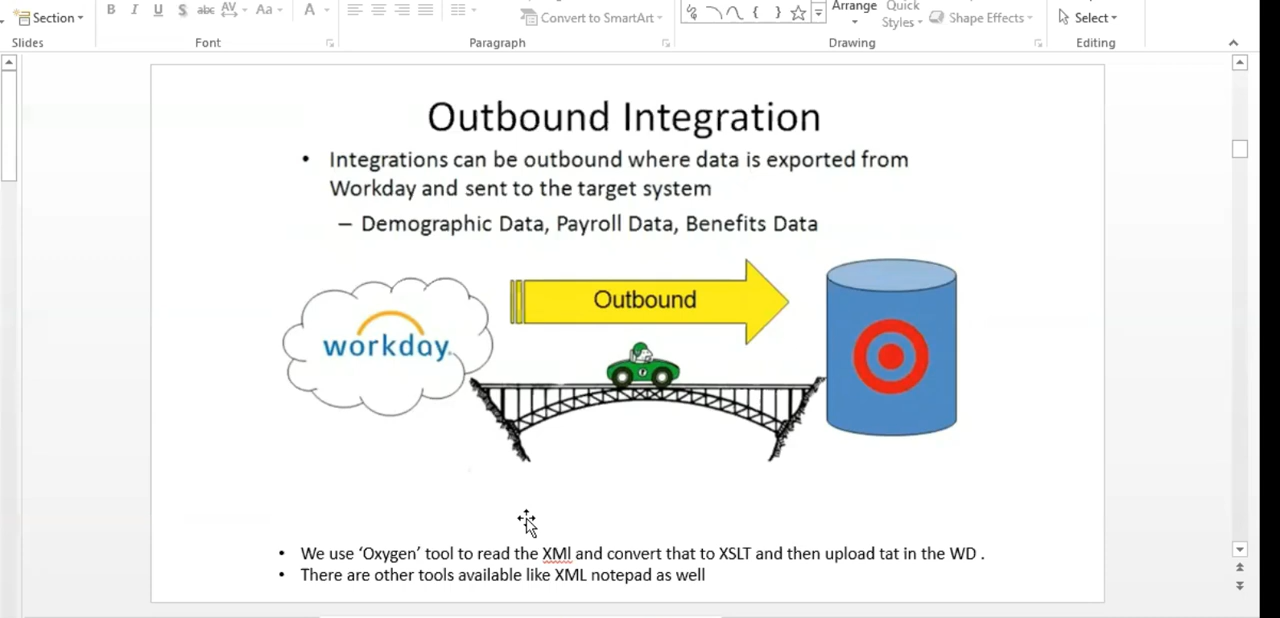 Section
B I U S abc AV Aa A
Convert to SmartArt
Arrange
Quick
Styles
Shape Effects
Select
Slides
Font
Paragraph
Drawing
Editing
Outbound Integration
• Integrations can be outbound where data is exported from
Workday and sent to the target system
– Demographic Data, Payroll Data, Benefits Data
Outbound
workday
• We use ‘Oxygen’ tool to read the XMl and convert that to XSLT and then upload tat in the WD .
• There are other tools available like XML notepad as well